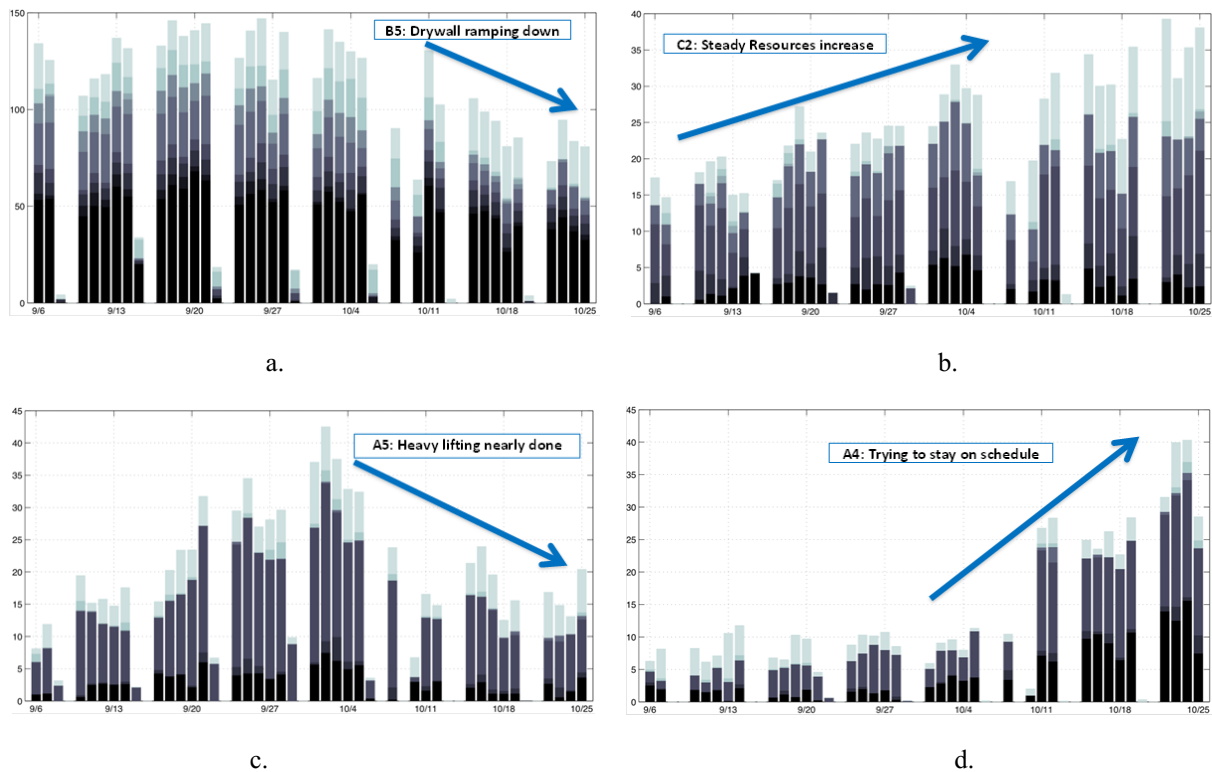 150
100
50
0
B5: Drywall ramping down
9/6 9/13 9/20 9/27 10/4 10/11 10/18 10/25
a.
40
35
30
25
20
15
10
5
0
C2: Steady Resources increase
9/6 9/13 9/20 9/27 10/4 10/11 10/18 10/25
b.
45
40
35
30
25
20
15
10
5
0
A5: Heavy lifting nearly done
9/6 9/13 9/20 9/27 10/4 10/11 10/18 10/25
c.
45
40
35
30
25
20
15
10
5
0
A4: Trying to stay on schedule
9/6 9/13 9/20 9/27 10/4 10/11 10/18 10/25
d.